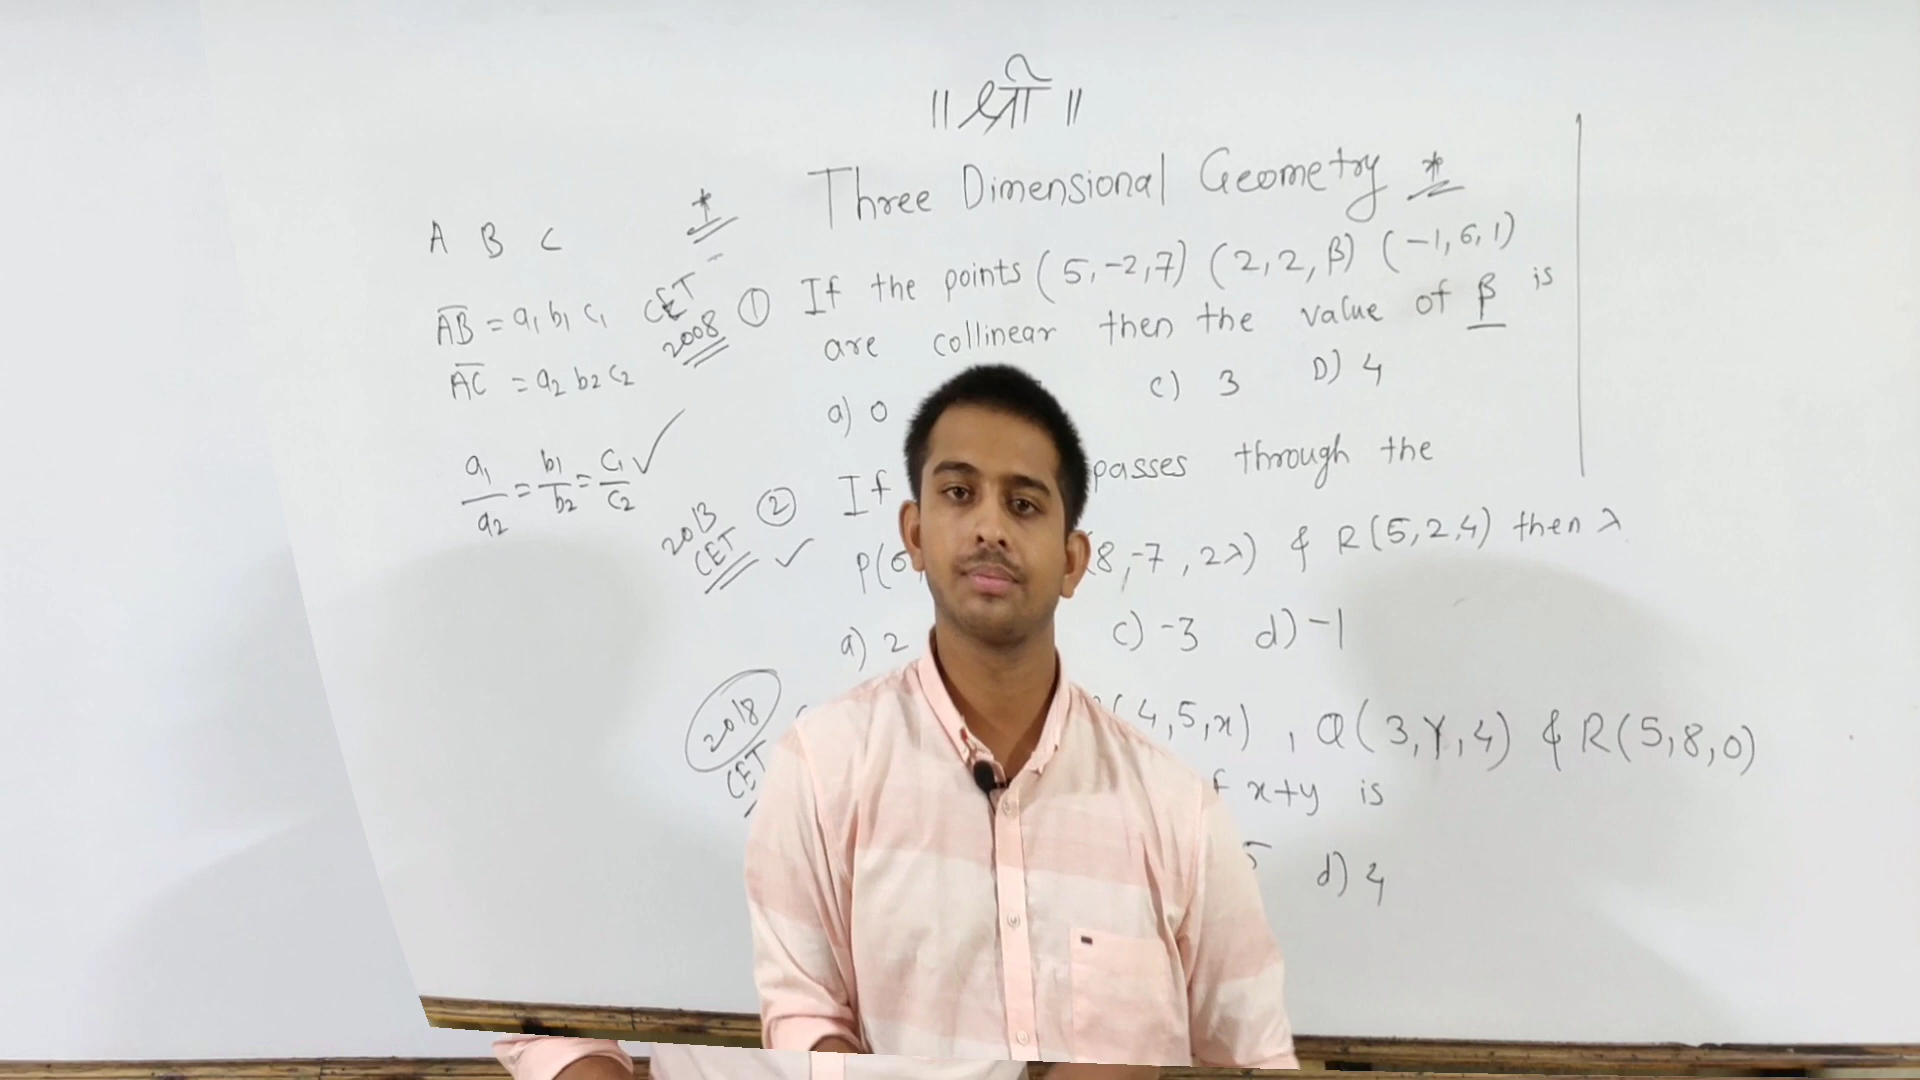 ॥ श्री ॥
* Three Dimensional Geometry *
A B C
AB = a₁ b₁ c₁
AC = a₂ b₂ c₂
a₁/a₂ = b₁/b₂ = c₁/c₂ ✓
CET 2008 ① If the points (5,-2,7) (2,2,β) (-1,6,1)
are collinear then the value of β is
a) 0 c) 3 D) 4
2013 CET ✓ ② If passes through the
P(6, 8,-7,2λ) & R(5,2,4) then λ
a) 2 c) -3 d) -1
2018 CET (4,5,x), Q(3,Y,4) & R(5,8,0)
x+y is
d) 4